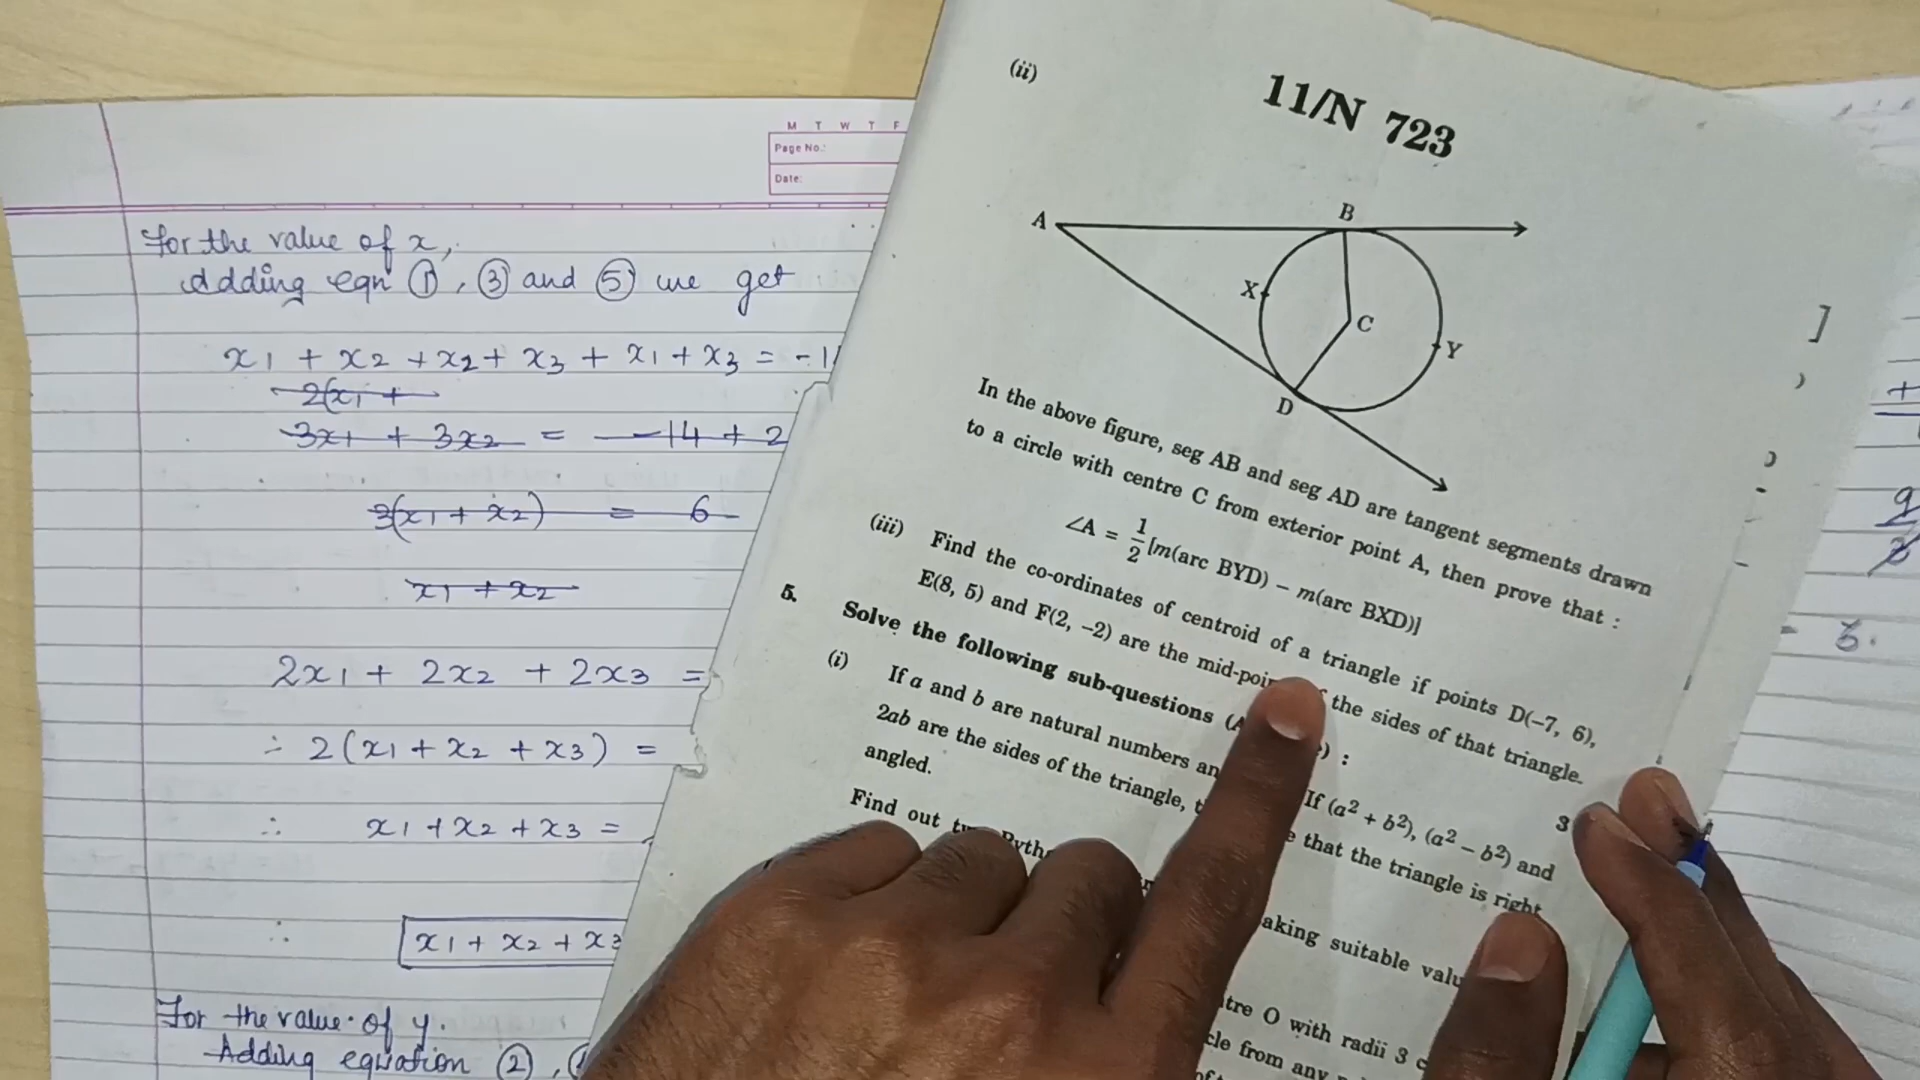 M T W T F
Page No.:
Date:
For the value of x,
Adding eqn ①, ③ and ⑤ we get
x1 + x2 + x2 + x3 + x1 + x3 = -1
2(x1 +
3x1 + 3x2 = -14 + 2
3(x1 + x2) = 6
x1 + x2
2x1 + 2x2 + 2x3 =
∴ 2(x1 + x2 + x3) =
∴ x1 + x2 + x3 =
∴ x1 + x2 + x3
For the value of y.
Adding equation ②,
(ii)
11/N 723
A
B
X
C
Y
D
In the above figure, seg AB and seg AD are tangent segments drawn
to a circle with centre C from exterior point A, then prove that :
∠A = 1/2 [m(arc BYD) – m(arc BXD)]
(iii) Find the co-ordinates of centroid of a triangle if points D(–7, 6),
E(8, 5) and F(2, –2) are the mid-poin the sides of that triangle.
5. Solve the following sub-questions (A ) : 3
(i) If a and b are natural numbers an If (a² + b²), (a² – b²) and
2ab are the sides of the triangle, t e that the triangle is right
angled.
Find out tw Pyth aking suitable valu
tre O with radii 3 c
cle from any